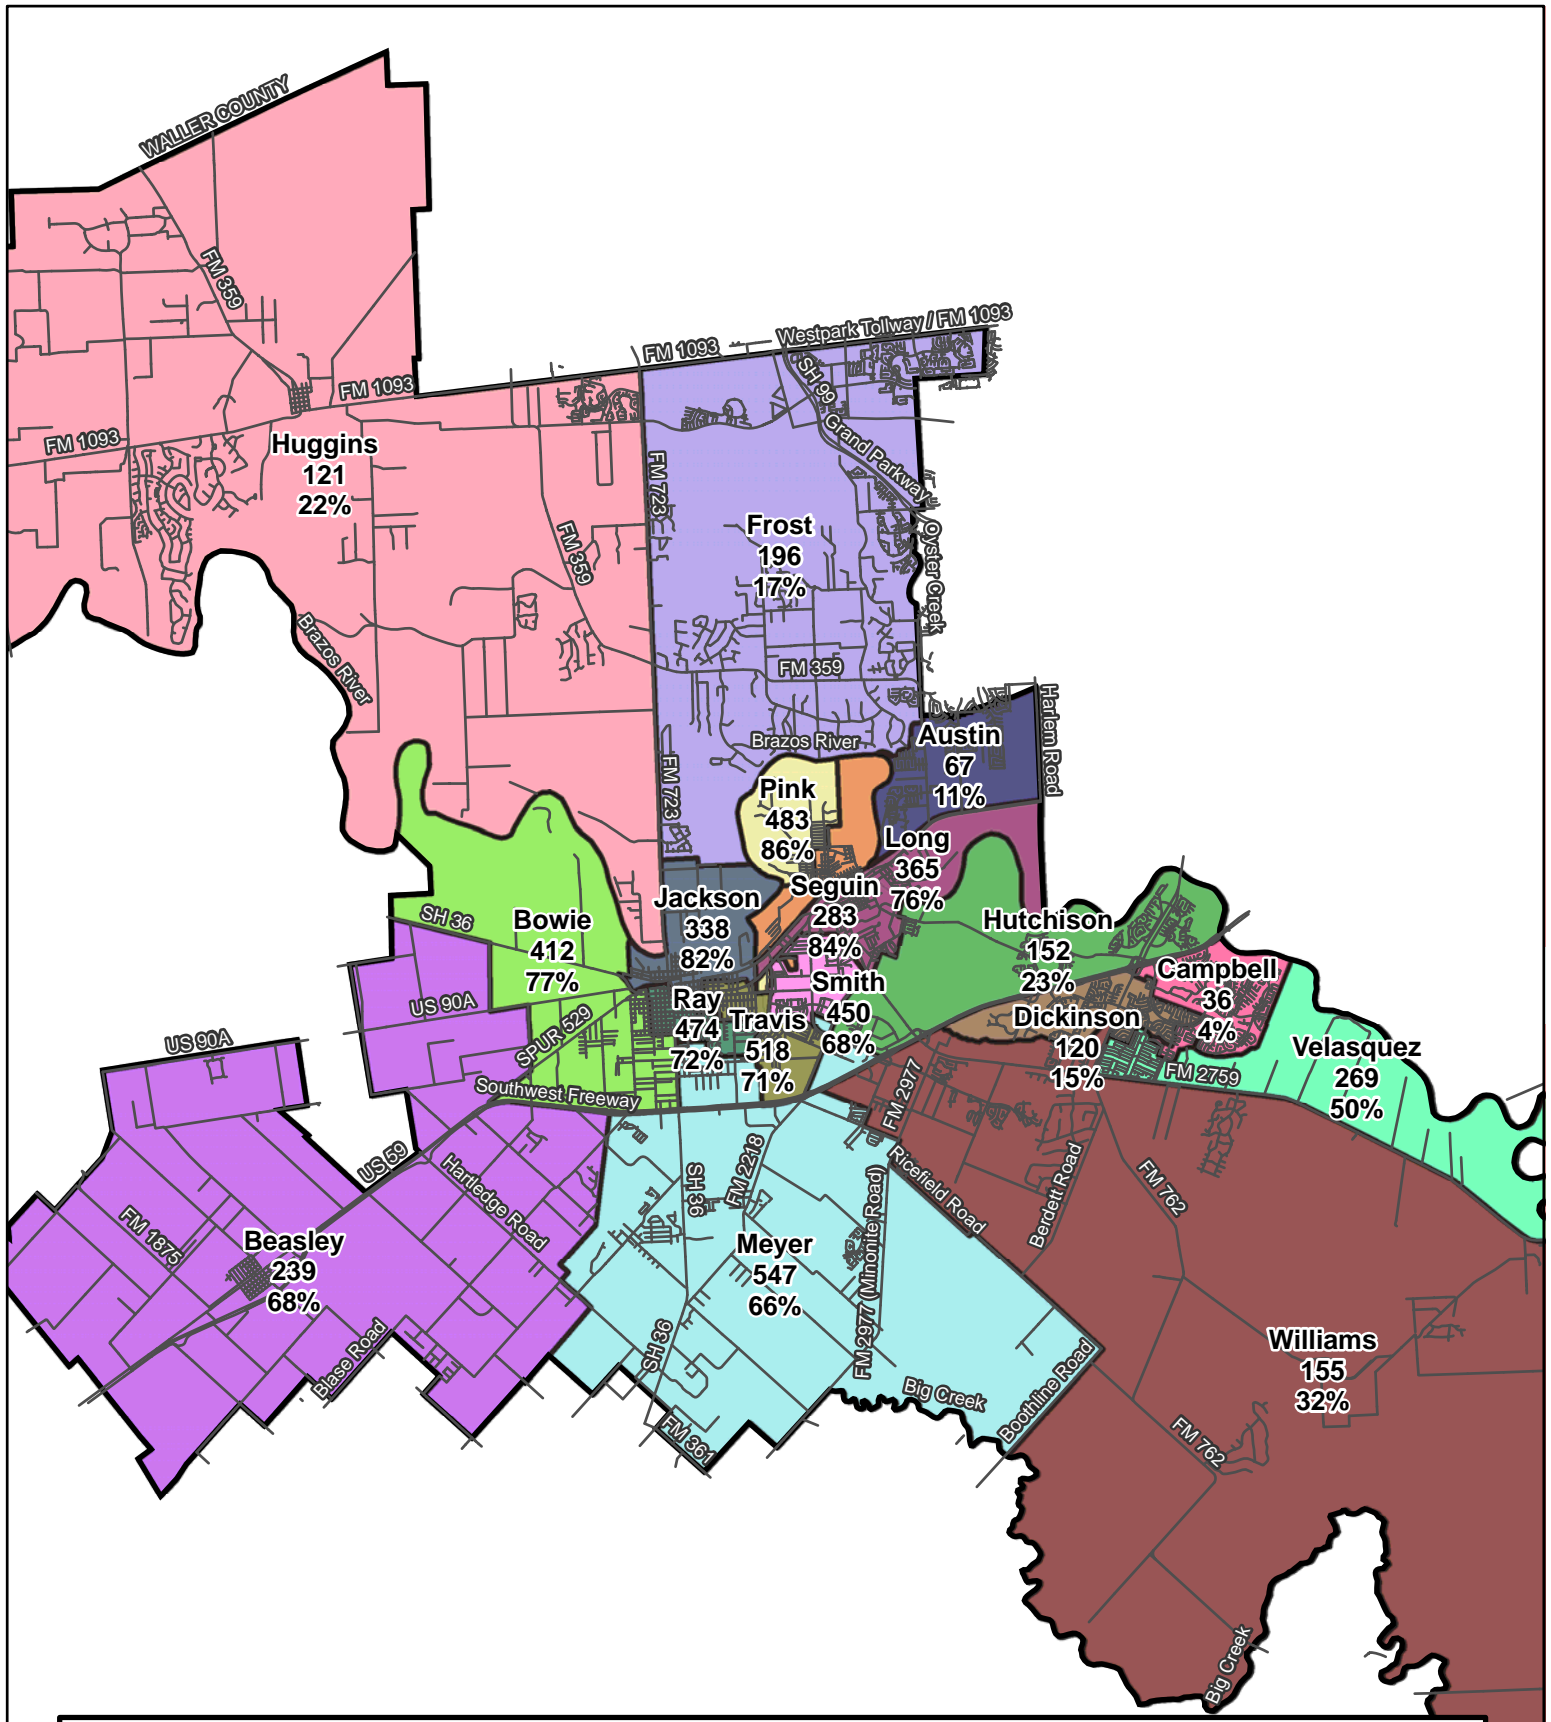 WALLER COUNTY
FM 359
FM 1093
Westpark Tollway / FM 1093
FM 1093
SH 99
FM 1093
Grand Parkway
Huggins
121
22%
FM 723
Frost
196
17%
FM 359
Oyster Creek
Brazos River
FM 359
Harlem Road
Austin
67
11%
Brazos River
FM 723
Pink
483
86%
Long
365
76%
Seguin
283
84%
Jackson
338
82%
SH 36
Bowie
412
77%
Hutchison
152
23%
Campbell
36
4%
Smith
450
68%
US 90A
Ray
474
72%
Travis
518
71%
Dickinson
120
15%
SPUR 529
US 90A
Velasquez
269
50%
FM 2759
Southwest Freeway
FM 2977
US 59
Hartledge Road
SH 36
FM 2218
Ricefield Road
Berdett Road
FM 762
FM 1875
Beasley
239
68%
Meyer
547
66%
FM 2977 (Minonite Road)
Blase Road
SH 36
Williams
155
32%
Big Creek
Boothline Road
FM 361
FM 762
Big Creek